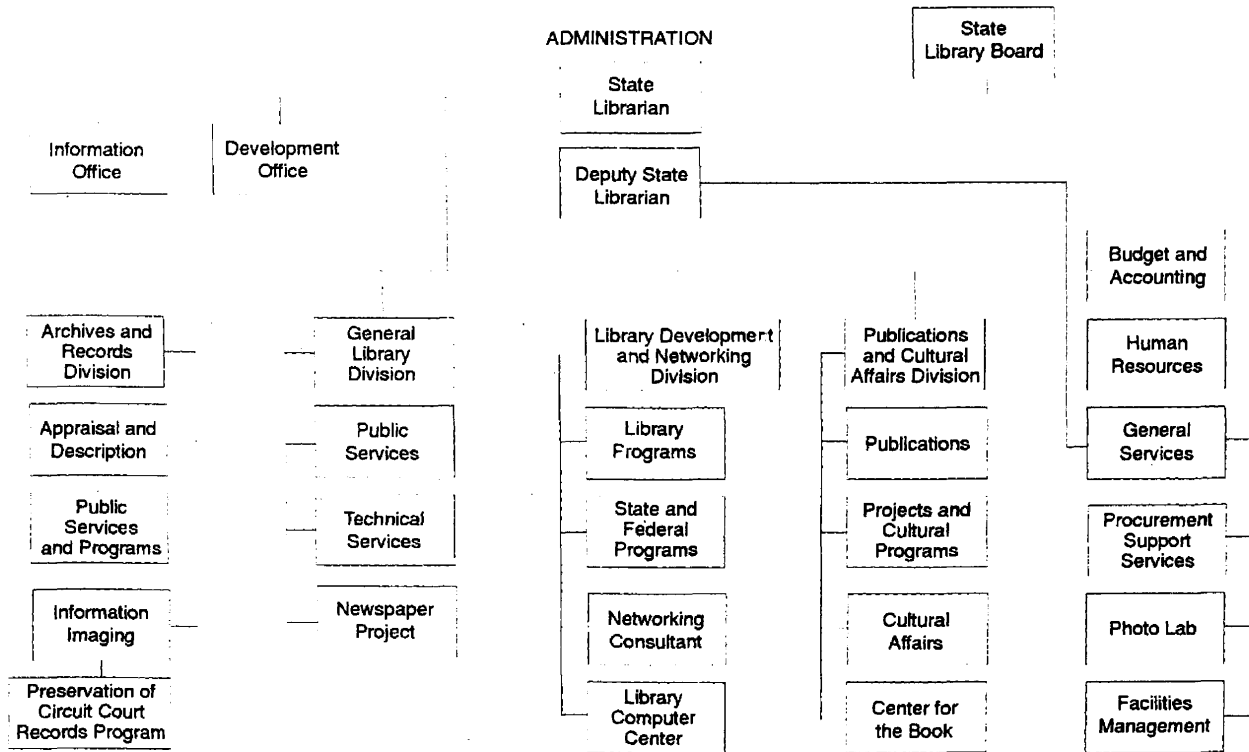 State
Library Board
ADMINISTRATION
State
Librarian
Information
Office
Development
Office
Deputy State
Librarian
Budget and
Accounting
Archives and
Records
Division
General
Library
Division
Library Development
and Networking
Division
Publications
and Cultural
Affairs Division
Human
Resources
Appraisal and
Description
Public
Services
Library
Programs
Publications
General
Services
Public
Services
and Programs
Technical
Services
State and
Federal
Programs
Projects and
Cultural
Programs
Procurement
Support
Services
Information
Imaging
Newspaper
Project
Networking
Consultant
Cultural
Affairs
Photo Lab
Preservation of
Circuit Court
Records Program
Library
Computer
Center
Center for
the Book
Facilities
Management